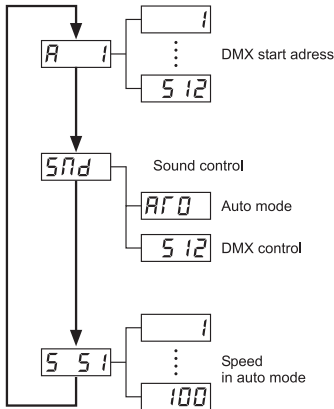 1
A 1
DMX start adress
512
Snd
Sound control
Aro
Auto mode
512
DMX control
1
S 51
Speed
in auto mode
100